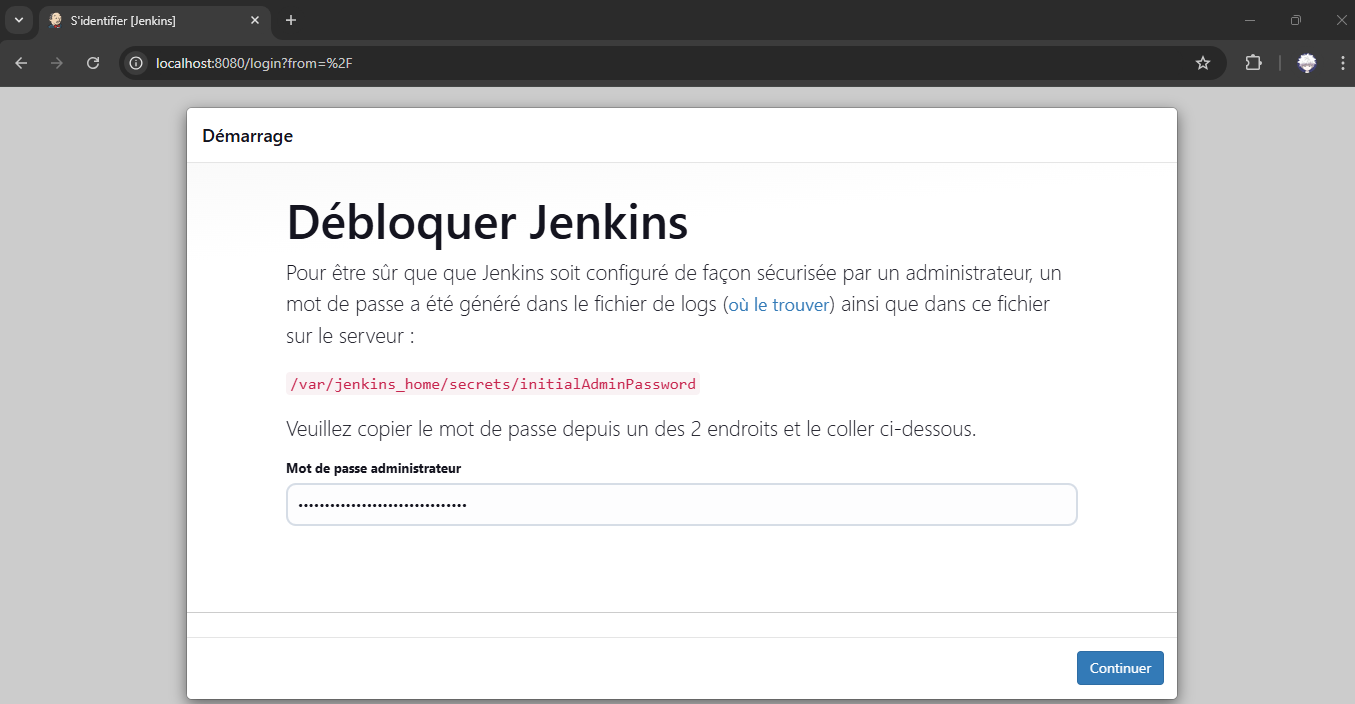 S'identifier [Jenkins]
localhost:8080/login?from=%2F
Démarrage
Débloquer Jenkins
Pour être sûr que que Jenkins soit configuré de façon sécurisée par un administrateur, un
mot de passe a été généré dans le fichier de logs (où le trouver) ainsi que dans ce fichier
sur le serveur :
/var/jenkins_home/secrets/initialAdminPassword
Veuillez copier le mot de passe depuis un des 2 endroits et le coller ci-dessous.
Mot de passe administrateur
••••••••••••••••••••••••••••••••
Continuer